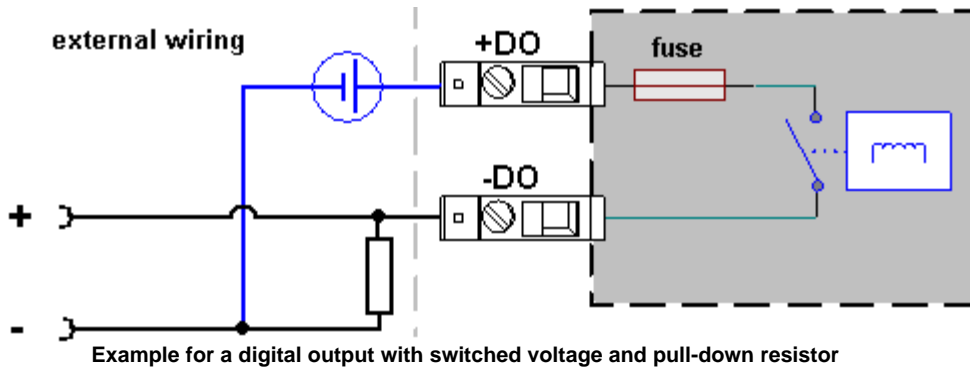 external wiring
+DO
fuse
-DO
+
-
Example for a digital output with switched voltage and pull-down resistor